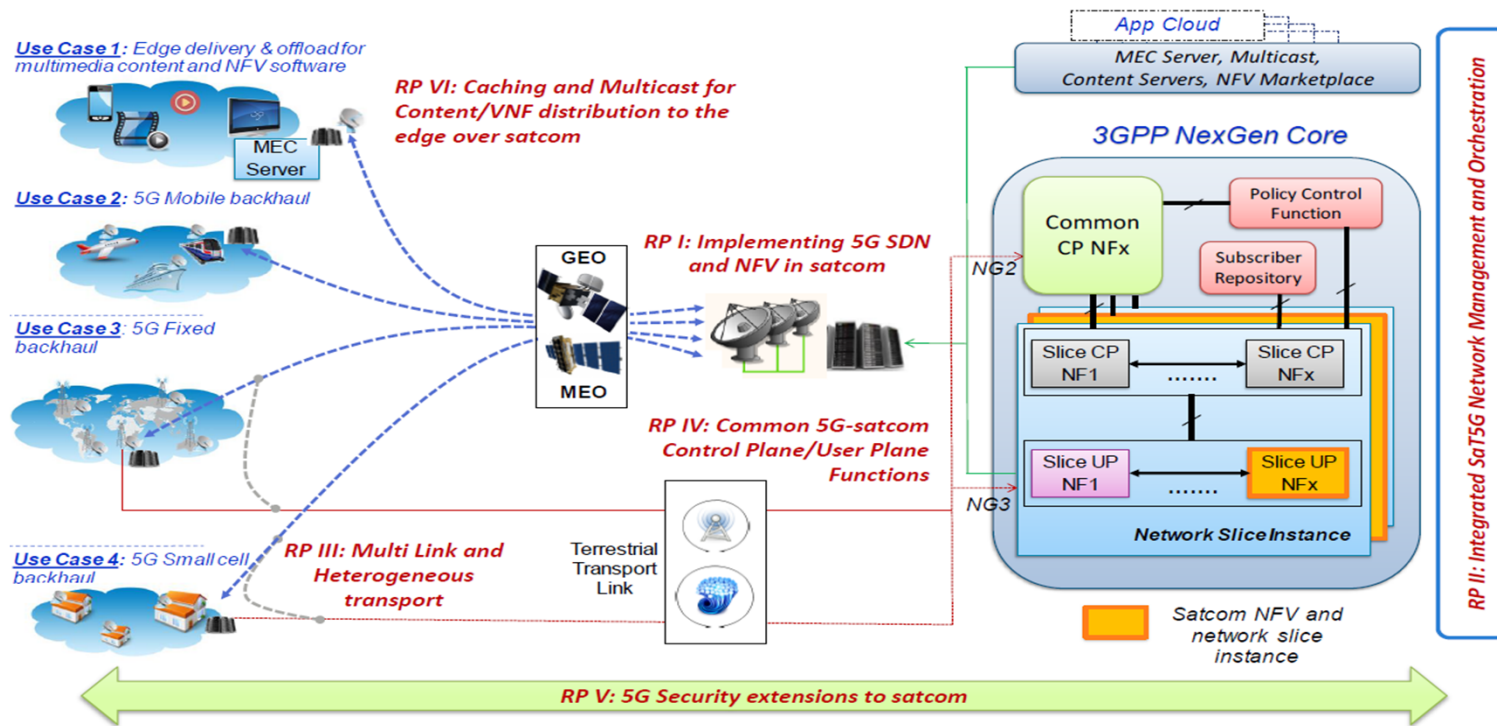 Use Case 1: Edge delivery & offload for
multimedia content and NFV software
MEC
Server
RP VI: Caching and Multicast for
Content/VNF distribution to the
edge over satcom
Use Case 2: 5G Mobile backhaul
Use Case 3: 5G Fixed
backhaul
Use Case 4: 5G Small cell
backhaul
GEO
MEO
RP I: Implementing 5G SDN
and NFV in satcom
RP IV: Common 5G-satcom
Control Plane/User Plane
Functions
RP III: Multi Link and
Heterogeneous
transport
Terrestrial
Transport
Link
App Cloud
MEC Server, Multicast,
Content Servers, NFV Marketplace
3GPP NexGen Core
Common
CP NFx
Policy Control
Function
Subscriber
Repository
NG2
NG3
Slice CP
NF1
.......
Slice CP
NFx
Slice UP
NF1
.......
Slice UP
NFx
Network Slice Instance
Satcom NFV and
network slice
instance
RP II: Integrated SaT5G Network Management and Orchestration
RP V: 5G Security extensions to satcom